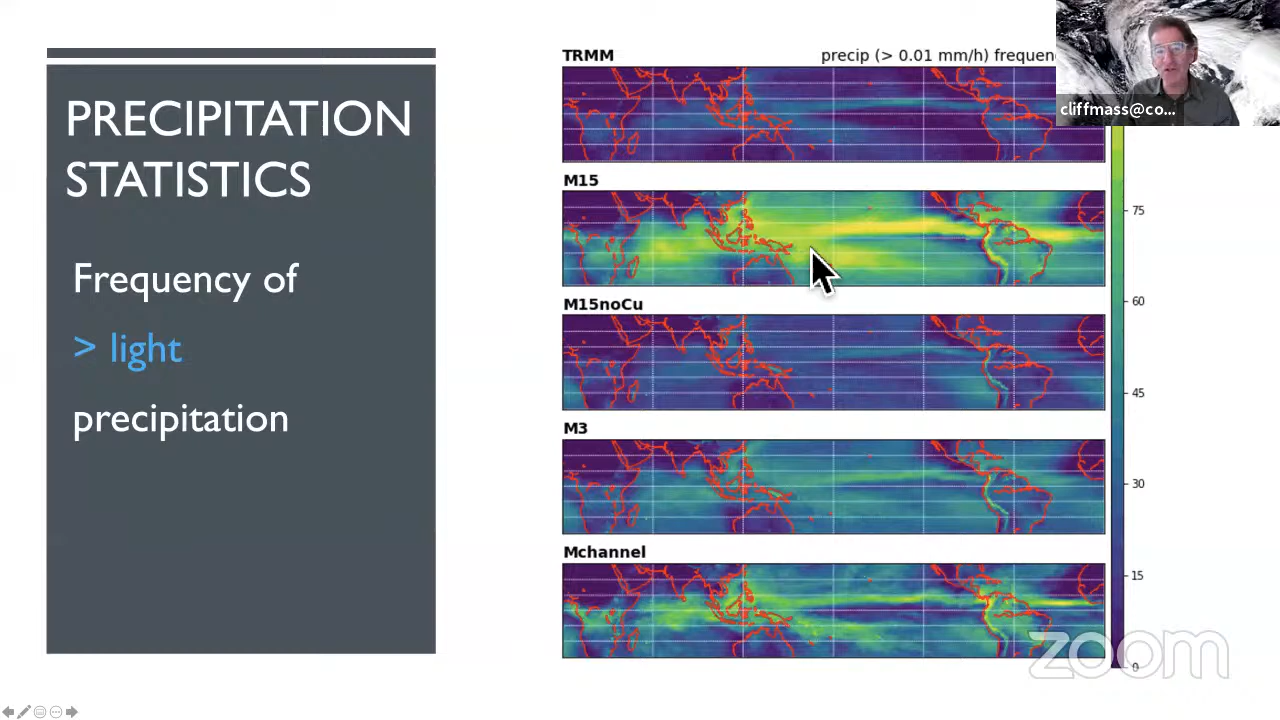 PRECIPITATION
STATISTICS
Frequency of
> light
precipitation
TRMM precip (> 0.01 mm/h) frequen
cliffmass@co...
M15
M15noCu
M3
Mchannel
75
60
45
30
15
0
zoom